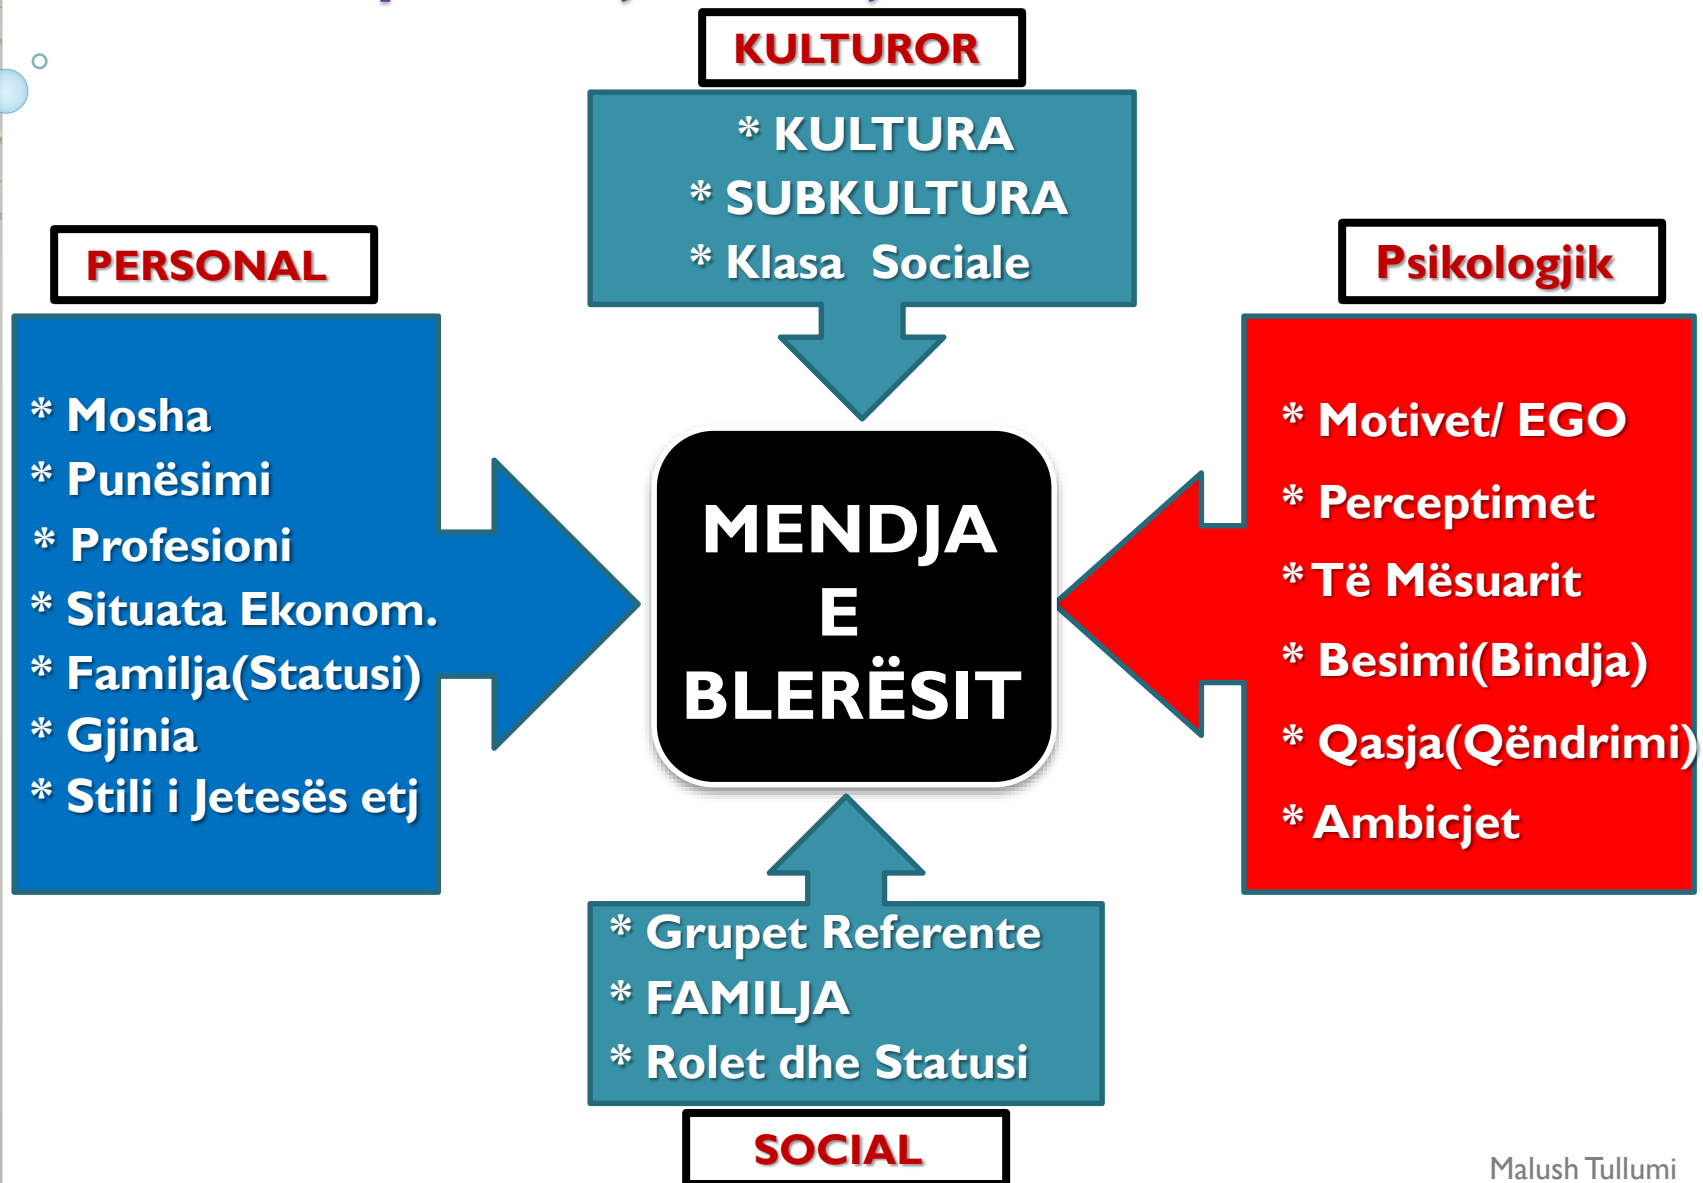 KULTUROR
* KULTURA
* SUBKULTURA
* Klasa Sociale
PERSONAL
* Mosha
* Punësimi
* Profesioni
* Situata Ekonom.
* Familja(Statusi)
* Gjinia
* Stili i Jetesës etj
MENDJA
E
BLERËSIT
Psikologjik
* Motivet/ EGO
* Perceptimet
* Të Mësuarit
* Besimi(Bindja)
* Qasja(Qëndrimi)
* Ambicjet
* Grupet Referente
* FAMILJA
* Rolet dhe Statusi
SOCIAL
Malush Tullumi